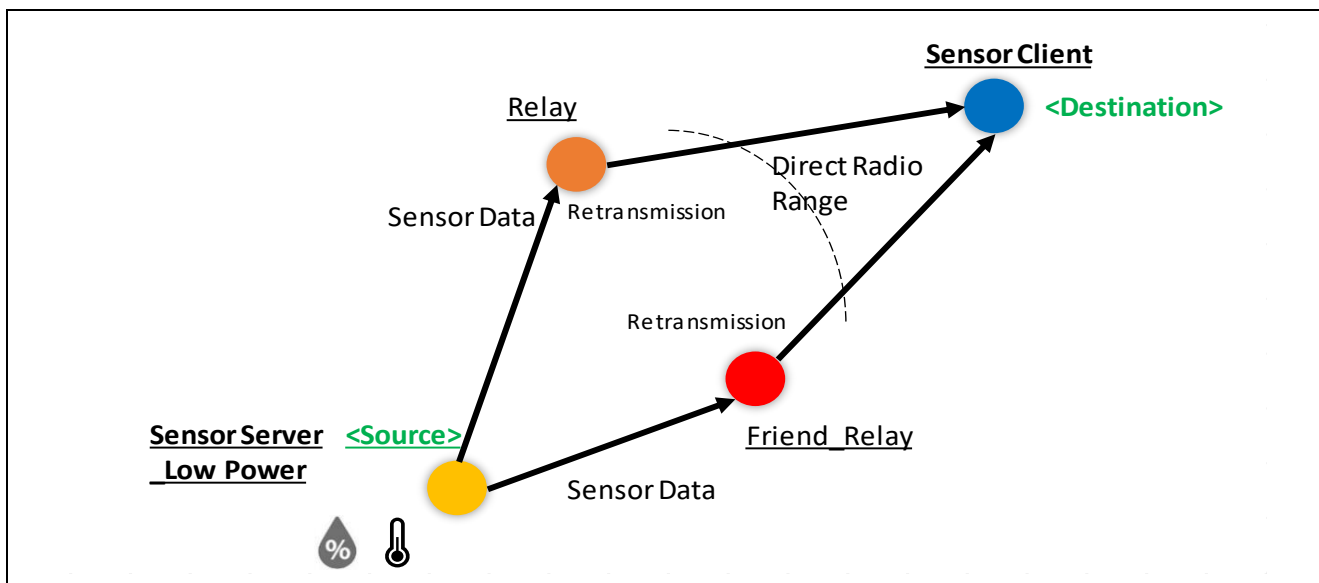 Sensor Client
<Destination>
Relay
Direct Radio
Range
Sensor Data
Retransmission
Retransmission
Sensor Server <Source>
_Low Power
Friend_Relay
Sensor Data
%